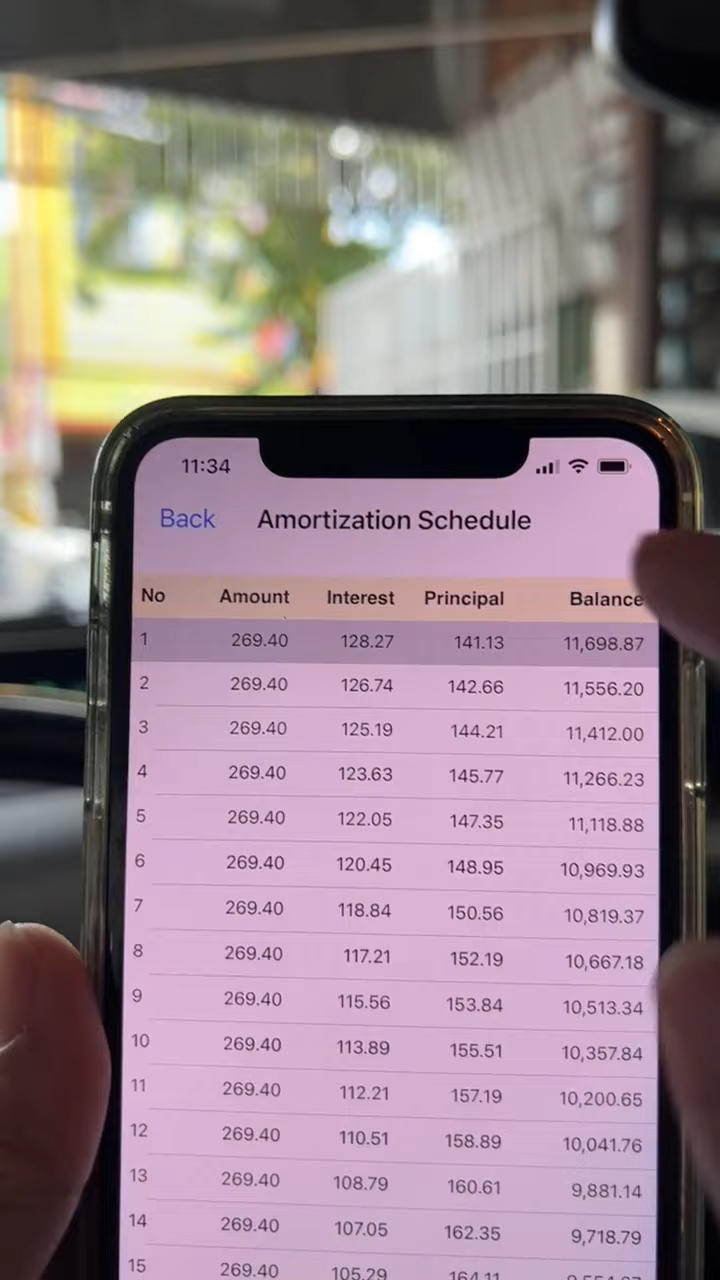 11:34
Back Amortization Schedule
No Amount Interest Principal Balance
1 269.40 128.27 141.13 11,698.87
2 269.40 126.74 142.66 11,556.20
3 269.40 125.19 144.21 11,412.00
4 269.40 123.63 145.77 11,266.23
5 269.40 122.05 147.35 11,118.88
6 269.40 120.45 148.95 10,969.93
7 269.40 118.84 150.56 10,819.37
8 269.40 117.21 152.19 10,667.18
9 269.40 115.56 153.84 10,513.34
10 269.40 113.89 155.51 10,357.84
11 269.40 112.21 157.19 10,200.65
12 269.40 110.51 158.89 10,041.76
13 269.40 108.79 160.61 9,881.14
14 269.40 107.05 162.35 9,718.79
15 269.40 105.29 164.11